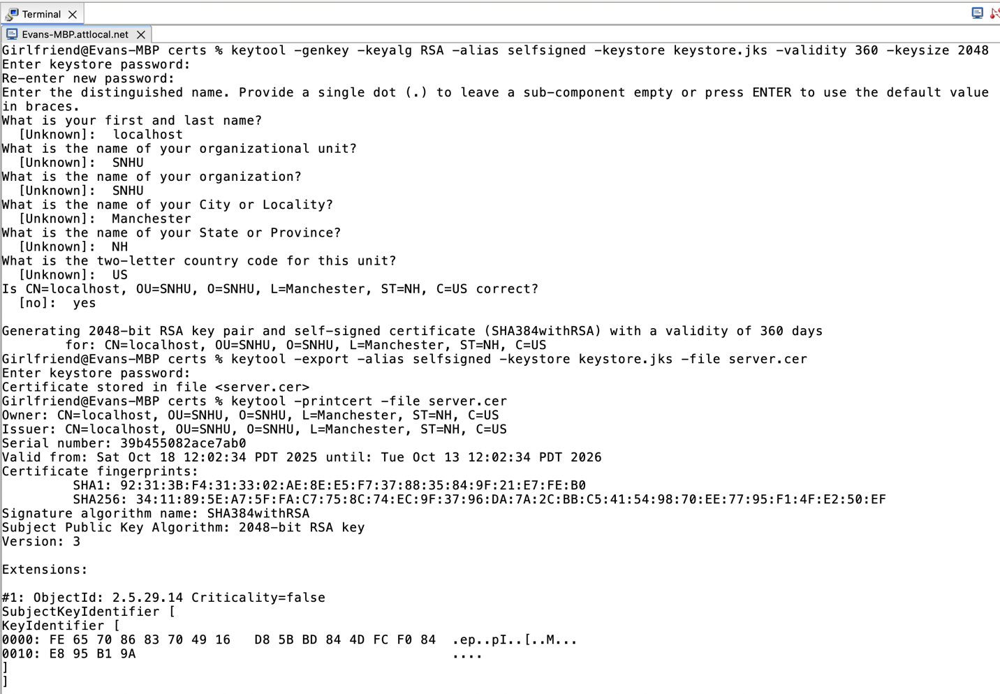 Terminal
Evans-MBP.attlocal.net
Girlfriend@Evans-MBP certs % keytool -genkey -keyalg RSA -alias selfsigned -keystore keystore.jks -validity 360 -keysize 2048
Enter keystore password:
Re-enter new password:
Enter the distinguished name. Provide a single dot (.) to leave a sub-component empty or press ENTER to use the default value
in braces.
What is your first and last name?
  [Unknown]:  localhost
What is the name of your organizational unit?
  [Unknown]:  SNHU
What is the name of your organization?
  [Unknown]:  SNHU
What is the name of your City or Locality?
  [Unknown]:  Manchester
What is the name of your State or Province?
  [Unknown]:  NH
What is the two-letter country code for this unit?
  [Unknown]:  US
Is CN=localhost, OU=SNHU, O=SNHU, L=Manchester, ST=NH, C=US correct?
  [no]:  yes

Generating 2048-bit RSA key pair and self-signed certificate (SHA384withRSA) with a validity of 360 days
        for: CN=localhost, OU=SNHU, O=SNHU, L=Manchester, ST=NH, C=US
Girlfriend@Evans-MBP certs % keytool -export -alias selfsigned -keystore keystore.jks -file server.cer
Enter keystore password:
Certificate stored in file <server.cer>
Girlfriend@Evans-MBP certs % keytool -printcert -file server.cer
Owner: CN=localhost, OU=SNHU, O=SNHU, L=Manchester, ST=NH, C=US
Issuer: CN=localhost, OU=SNHU, O=SNHU, L=Manchester, ST=NH, C=US
Serial number: 39b455082ace7ab0
Valid from: Sat Oct 18 12:02:34 PDT 2025 until: Tue Oct 13 12:02:34 PDT 2026
Certificate fingerprints:
         SHA1: 92:31:3B:F4:31:33:02:AE:8E:E5:F7:37:88:35:84:9F:21:E7:FE:B0
         SHA256: 34:11:89:5E:A7:5F:FA:C7:75:8C:74:EC:9F:37:96:DA:7A:2C:BB:C5:41:54:98:70:EE:77:95:F1:4F:E2:50:EF
Signature algorithm name: SHA384withRSA
Subject Public Key Algorithm: 2048-bit RSA key
Version: 3

Extensions:

#1: ObjectId: 2.5.29.14 Criticality=false
SubjectKeyIdentifier [
KeyIdentifier [
0000: FE 65 70 86 83 70 49 16   D8 5B BD 84 4D FC F0 84  .ep..pI..[..M...
0010: E8 95 B1 9A                                        ....
]
]